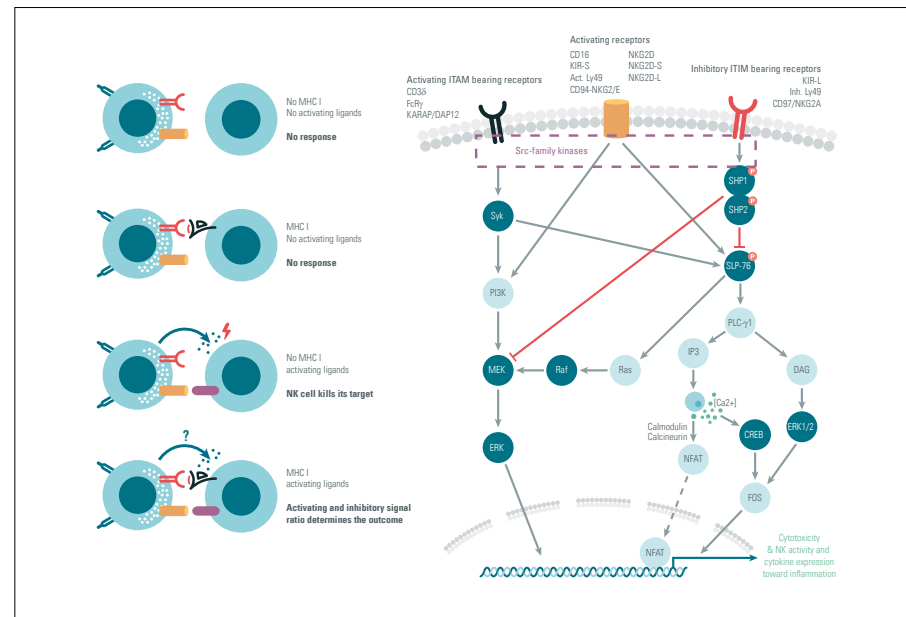 No MHC I
No activating ligands
No response
MHC I
No activating ligands
No response
No MHC I
activating ligands
NK cell kills its target
?
MHC I
activating ligands
Activating and inhibitory signal
ratio determines the outcome
Activating ITAM bearing receptors
CD3δ
FcRγ
KARAP/DAP12
Activating receptors
CD16 NKG2D
KIR-S NKG2D-S
Act. Ly49 NKG2D-L
CD94-NKG2/E
Inhibitory ITIM bearing receptors
KIR-L
Inh. Ly49
CD97/NKG2A
Src-family kinases
P
SHP1
P
SHP2
Syk
P
SLP-76
PI3K
PLC-γ1
IP3
DAG
MEK
Raf
Ras
[Ca2+]
Calmodulin
Calcineurin
CREB
ERK1/2
ERK
NFAT
FOS
NFAT
Cytotoxicity
& NK activity and
cytokine expression
toward inflammation